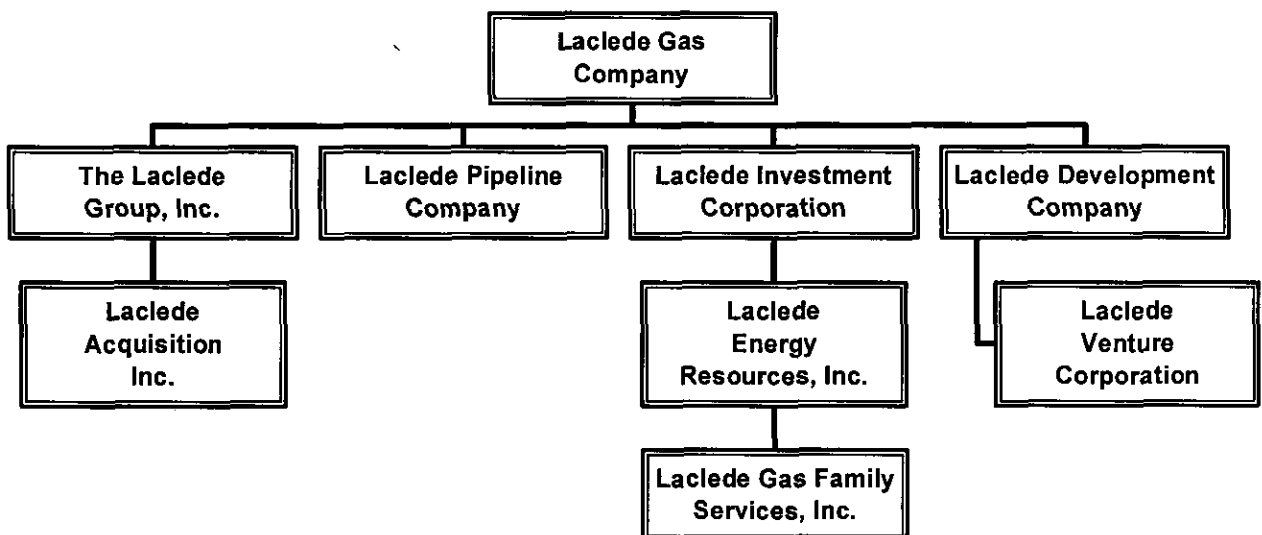 Laclede Gas
Company
The Laclede
Group, Inc.
Laclede Pipeline
Company
Laclede Investment
Corporation
Laclede Development
Company
Laclede
Acquisition
Inc.
Laclede
Energy
Resources, Inc.
Laclede
Venture
Corporation
Laclede Gas Family
Services, Inc.